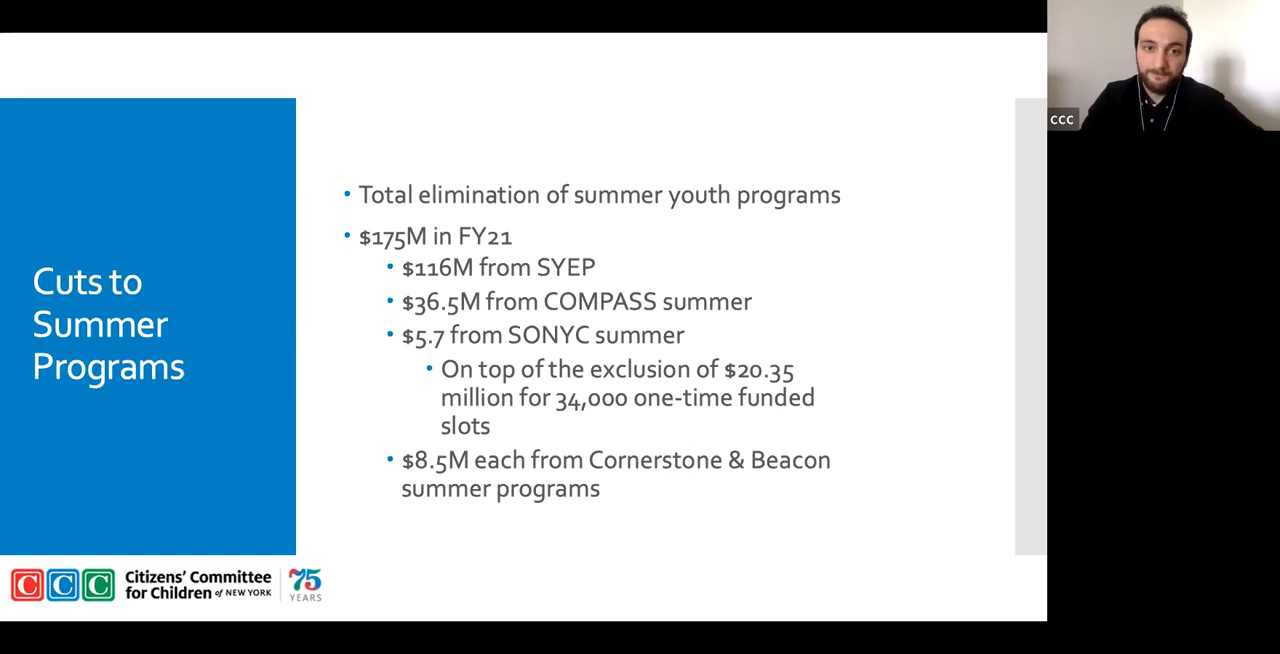 ccc
Cuts to
Summer
Programs
• Total elimination of summer youth programs
• $175M in FY21
• $116M from SYEP
• $36.5M from COMPASS summer
• $5.7 from SONYC summer
• On top of the exclusion of $20.35
million for 34,000 one-time funded
slots
• $8.5M each from Cornerstone & Beacon
summer programs
C C C
Citizens' Committee
for Children of NEW YORK
75
YEARS